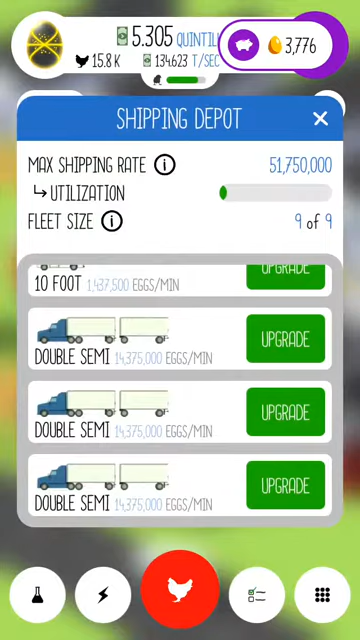 5.305 QUINTILL
3,776
15.8 K
134.623 T/SEC
SHIPPING DEPOT
MAX SHIPPING RATE
51,750,000
UTILIZATION
FLEET SIZE
9 of 9
10 FOOT 1,437,500 EGGS/MIN
UPGRADE
DOUBLE SEMI 14,375,000 EGGS/MIN
UPGRADE
DOUBLE SEMI 14,375,000 EGGS/MIN
UPGRADE
DOUBLE SEMI 14,375,000 EGGS/MIN
UPGRADE